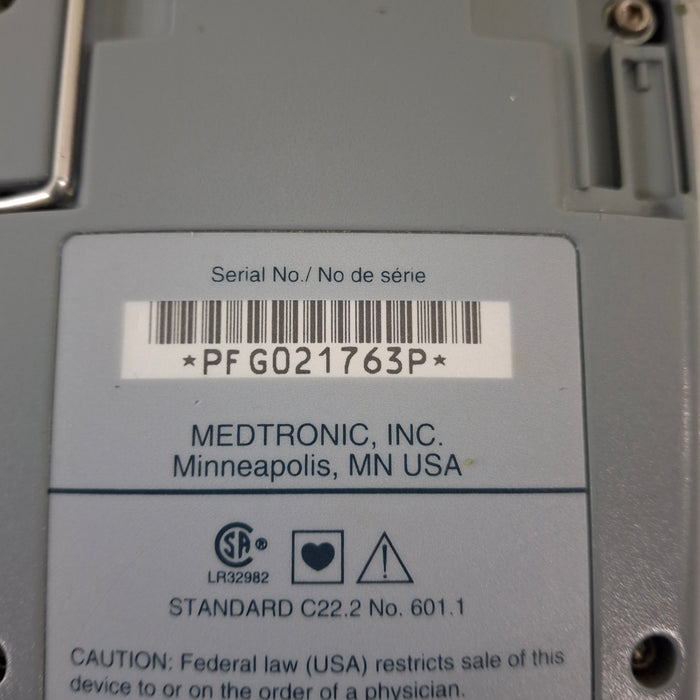 Serial No./ No de série
*PFG021763P*
MEDTRONIC, INC.
Minneapolis, MN USA
SA ®
LR32982
STANDARD C22.2 No. 601.1
CAUTION: Federal law (USA) restricts sale of this
device to or on the order of a physician.